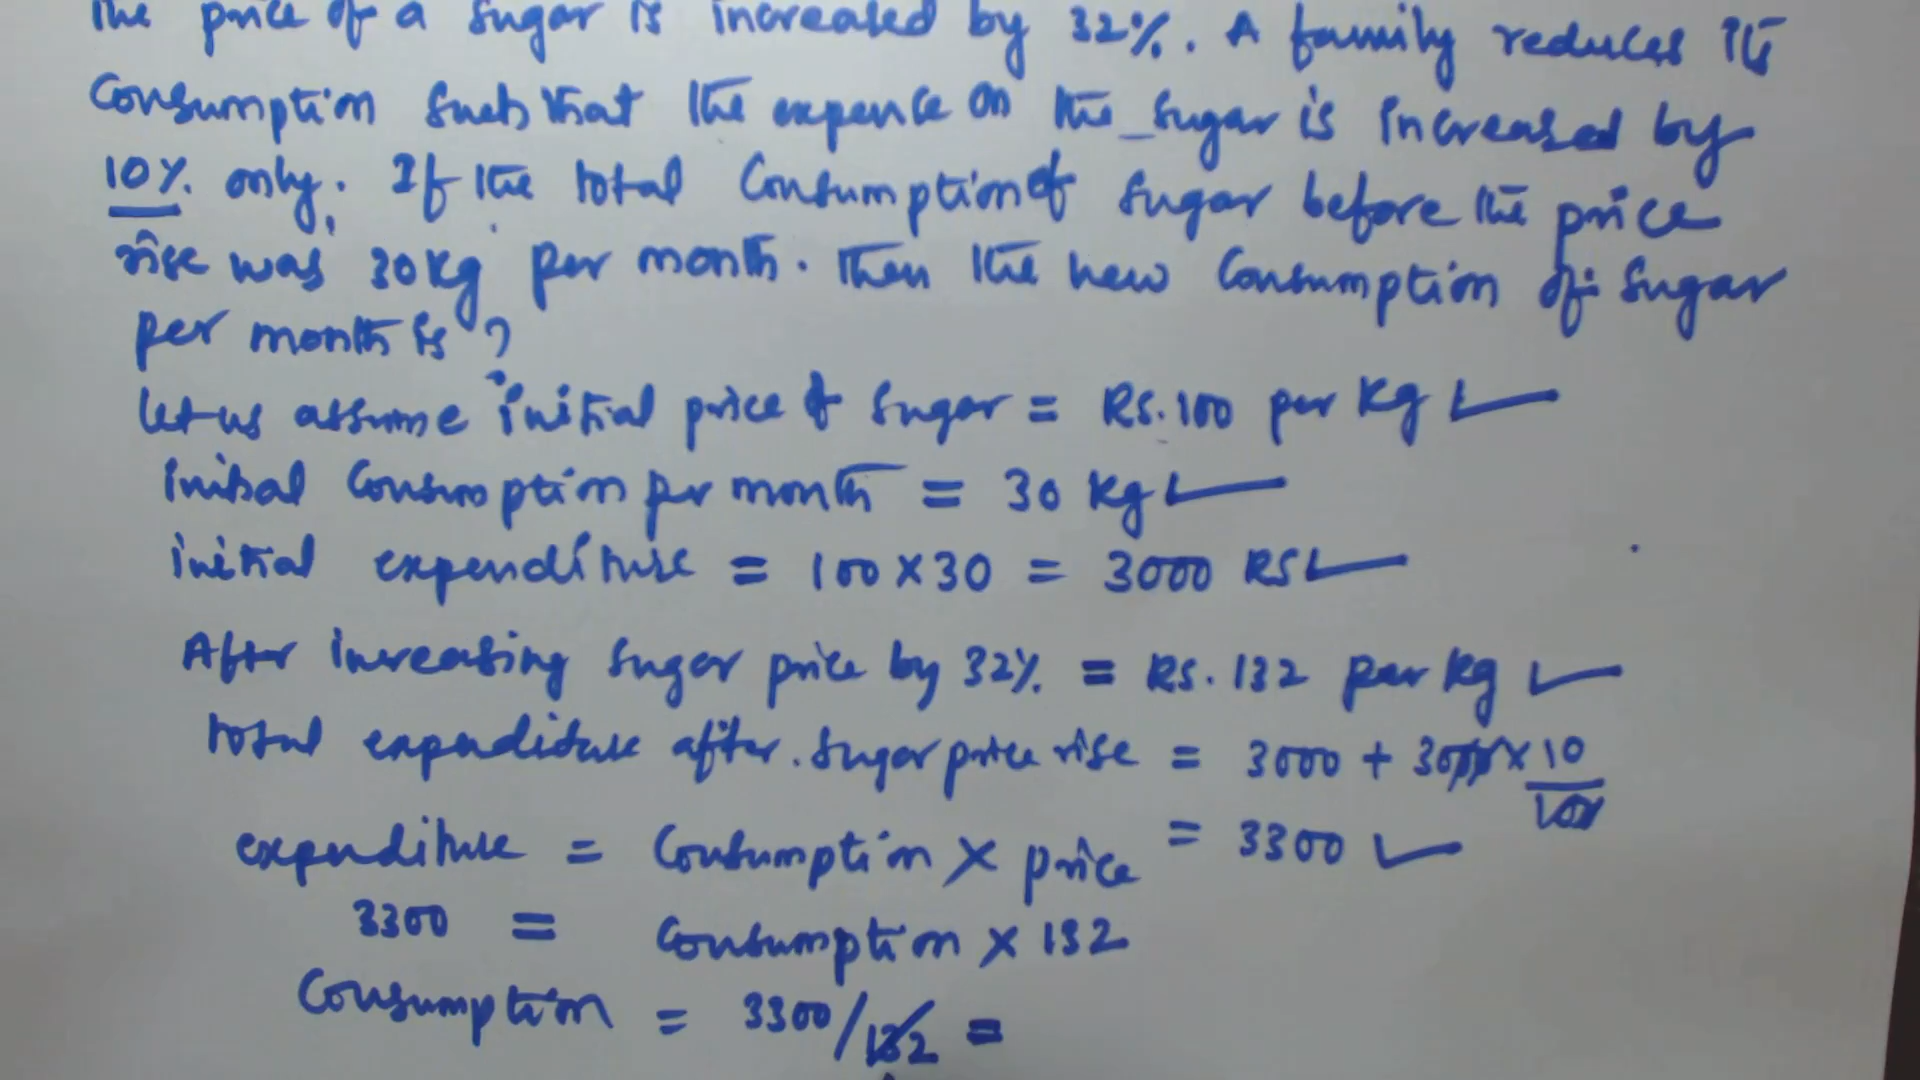 The price of a sugar is increased by 32%. A family reduces its
Consumption such that the expense on the sugar is increased by
10% only. If the total Consumption of sugar before the price
rise was 30kg per month. Then the new Consumption of sugar
per month is?
let us assume initial price of sugar = RS.100 per kg ✓
initial consumption per month = 30 kg ✓
initial expenditure = 100 × 30 = 3000 RS ✓
After increasing sugar price by 32% = RS. 132 per kg ✓
total expenditure after. sugar price rise = 3000 + 3000 × 10/100
= 3300 ✓
expenditure = Consumption × price
3300 = Consumption × 132
Consumption = 3300/132 =